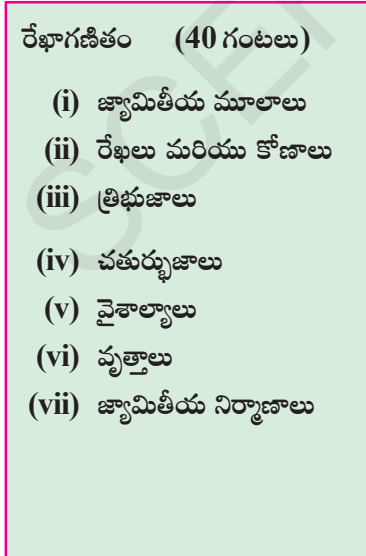 రేఖాగణితం (40 గంటలు)
(i) జ్యామితీయ మూలాలు
(ii) రేఖలు మరియు కోణాలు
(iii) త్రిభుజాలు
(iv) చతుర్భుజాలు
(v) వైశాల్యాలు
(vi) వృత్తాలు
(vii) జ్యామితీయ నిర్మాణాలు